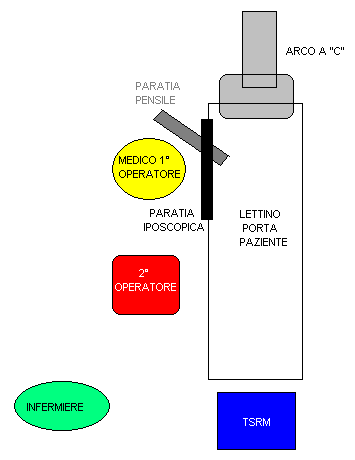 ARCO A "C"
PARATIA
PENSILE
MEDICO 1°
OPERATORE
PARATIA
IPOSCOPICA
LETTINO
PORTA
PAZIENTE
2°
OPERATORE
INFERMIERE
TSRM